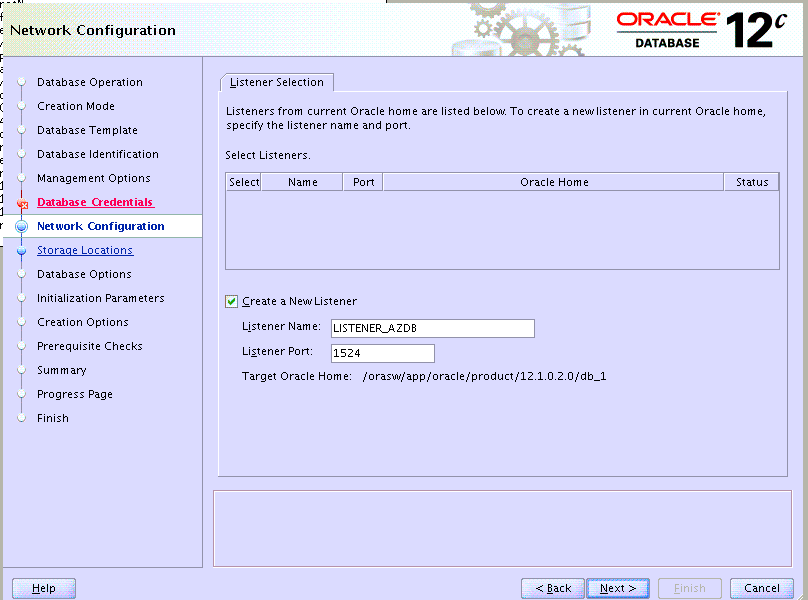 Network Configuration
ORACLE
DATABASE
12c
Database Operation
Creation Mode
Database Template
Database Identification
Management Options
Database Credentials
Network Configuration
Storage Locations
Database Options
Initialization Parameters
Creation Options
Prerequisite Checks
Summary
Progress Page
Finish
Listener Selection
Listeners from current Oracle home are listed below. To create a new listener in current Oracle home,
specify the listener name and port.
Select Listeners.
Select Name Port Oracle Home Status
Create a New Listener
Listener Name: LISTENER_AZDB
Listener Port: 1524
Target Oracle Home: /orasw/app/oracle/product/12.1.0.2.0/db_1
Help < Back Next > Finish Cancel